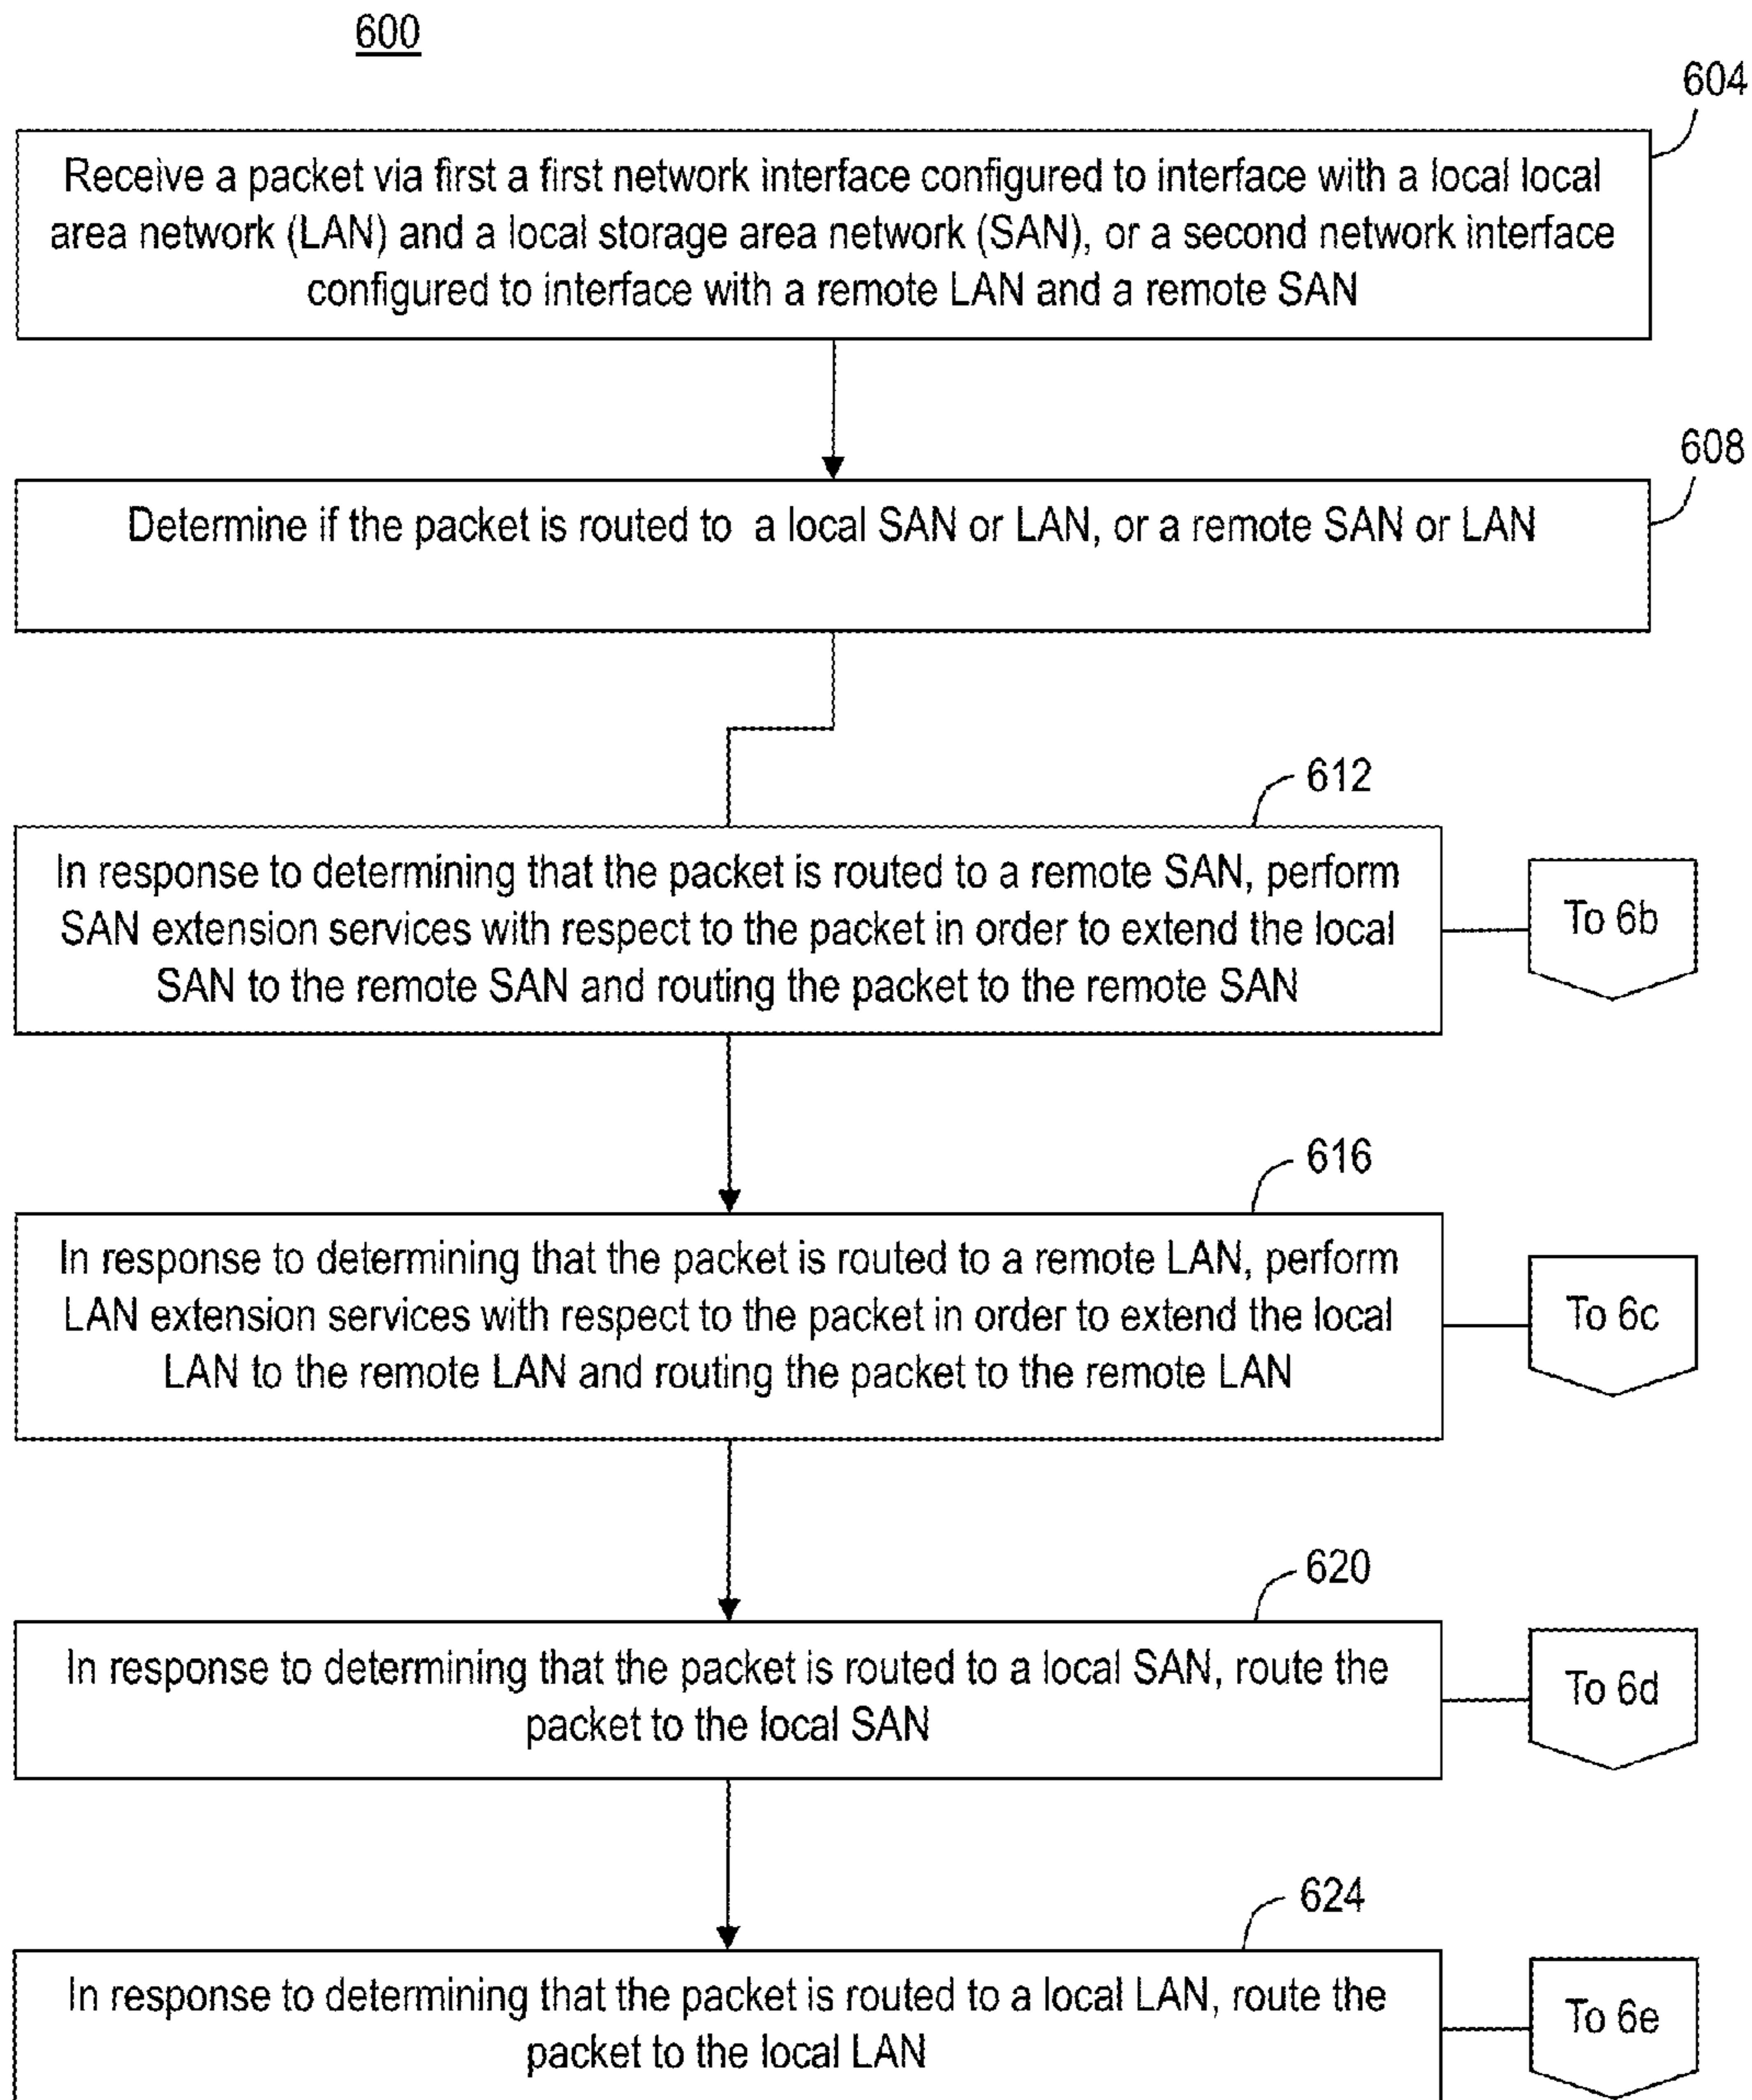 600
604
Receive a packet via first a first network interface configured to interface with a local local
area network (LAN) and a local storage area network (SAN), or a second network interface
configured to interface with a remote LAN and a remote SAN
608
Determine if the packet is routed to a local SAN or LAN, or a remote SAN or LAN
612
In response to determining that the packet is routed to a remote SAN, perform
SAN extension services with respect to the packet in order to extend the local
SAN to the remote SAN and routing the packet to the remote SAN
To 6b
616
In response to determining that the packet is routed to a remote LAN, perform
LAN extension services with respect to the packet in order to extend the local
LAN to the remote LAN and routing the packet to the remote LAN
To 6c
620
In response to determining that the packet is routed to a local SAN, route the
packet to the local SAN
To 6d
624
In response to determining that the packet is routed to a local LAN, route the
packet to the local LAN
To 6e